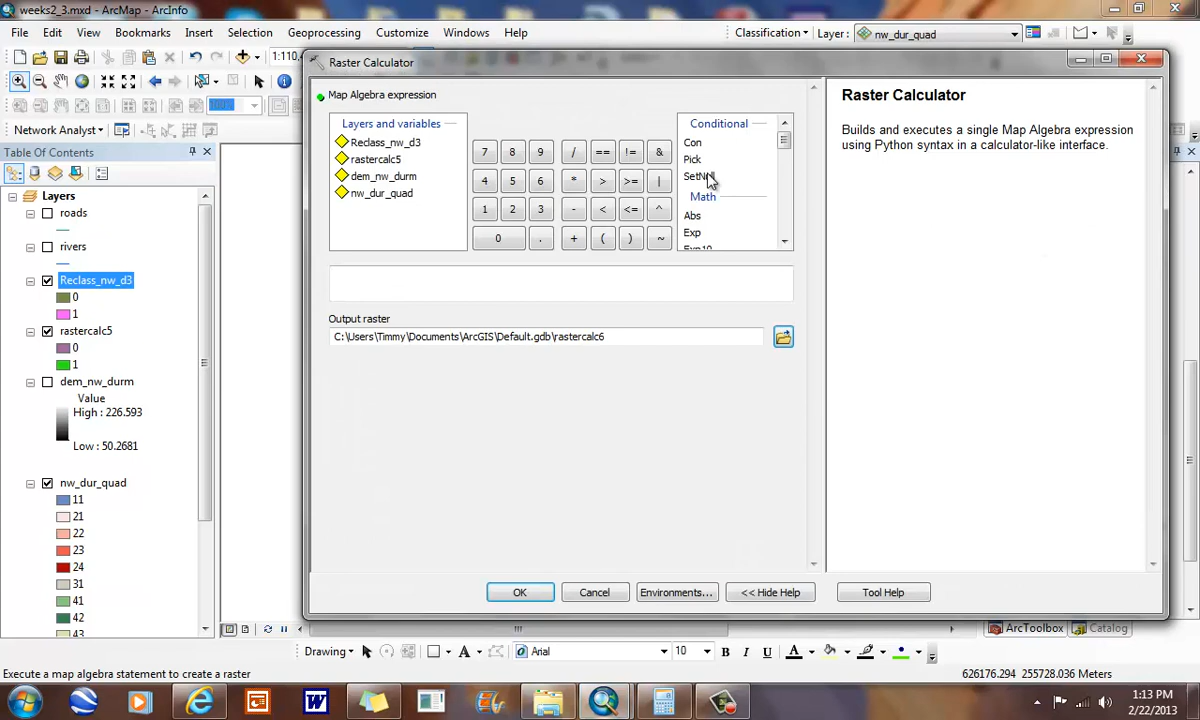 weeks2_3.mxd - ArcMap - ArcInfo
File Edit View Bookmarks Insert Selection Geoprocessing Customize Windows Help
Classification Layer: nw_dur_quad
1:110,
100%
Network Analyst
Table Of Contents
Layers
roads
rivers
Reclass_nw_d3
0
1
rastercalc5
0
1
dem_nw_durm
Value
High : 226.593
Low : 50.2681
nw_dur_quad
11
21
22
23
24
31
41
42
43
Raster Calculator
Map Algebra expression
Layers and variables
Reclass_nw_d3
rastercalc5
dem_nw_durm
nw_dur_quad
7 8 9 / == != &
4 5 6 * > >= |
1 2 3 - < <= ^
0 . + ( ) ~
Conditional
Con
Pick
SetNull
Math
Abs
Exp
Exp10
Output raster
C:\Users\Timmy\Documents\ArcGIS\Default.gdb\rastercalc6
OK Cancel Environments... << Hide Help Tool Help
Raster Calculator
Builds and executes a single Map Algebra expression
using Python syntax in a calculator-like interface.
ArcToolbox Catalog
Drawing A Arial 10 B I U A
Execute a map algebra statement to create a raster
626176.294 255728.036 Meters
1:13 PM
2/22/2013